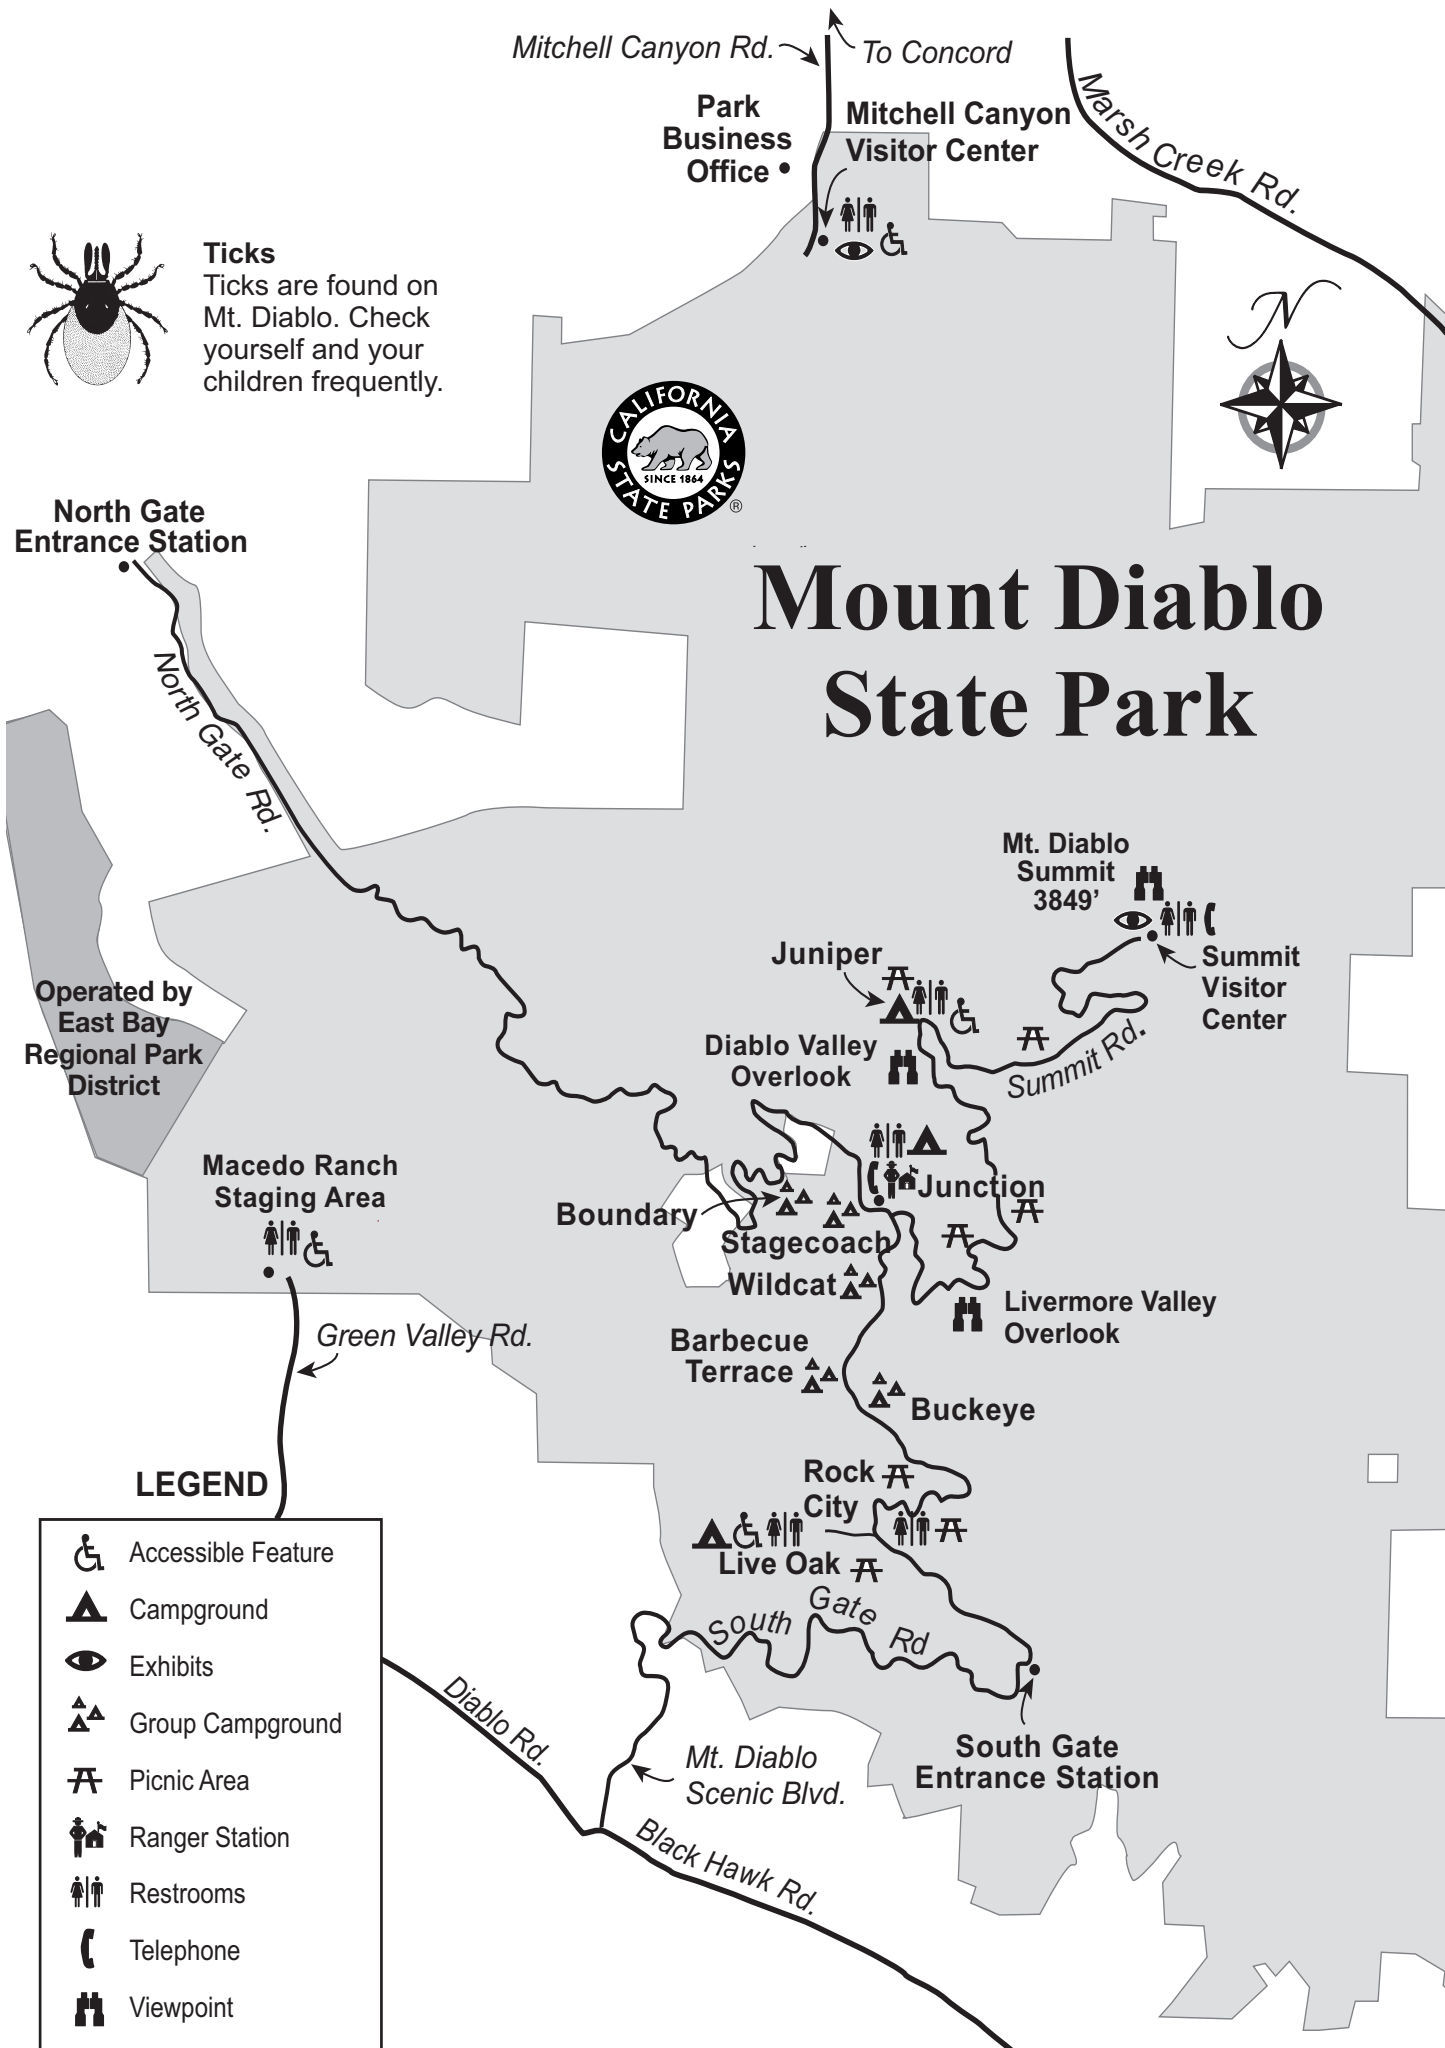 Mitchell Canyon Rd.
To Concord
Park
Business
Office
Mitchell Canyon
Visitor Center
Marsh Creek Rd.
Ticks
Ticks are found on
Mt. Diablo. Check
yourself and your
children frequently.
N
CALIFORNIA
SINCE 1864
STATE PARKS
®
North Gate
Entrance Station
Mount Diablo
State Park
North Gate Rd.
Mt. Diablo
Summit
3849’
Juniper
Summit
Visitor
Center
Operated by
East Bay
Regional Park
District
Diablo Valley
Overlook
Summit Rd.
Macedo Ranch
Staging Area
Junction
Boundary
Stagecoach
Wildcat
Livermore Valley
Overlook
Green Valley Rd.
Barbecue
Terrace
Buckeye
Rock
City
LEGEND
Live Oak
Accessible Feature
Campground
Exhibits
Group Campground
Picnic Area
Ranger Station
Restrooms
Telephone
Viewpoint
South Gate Rd
Diablo Rd.
South Gate
Entrance Station
Mt. Diablo
Scenic Blvd.
Black Hawk Rd.